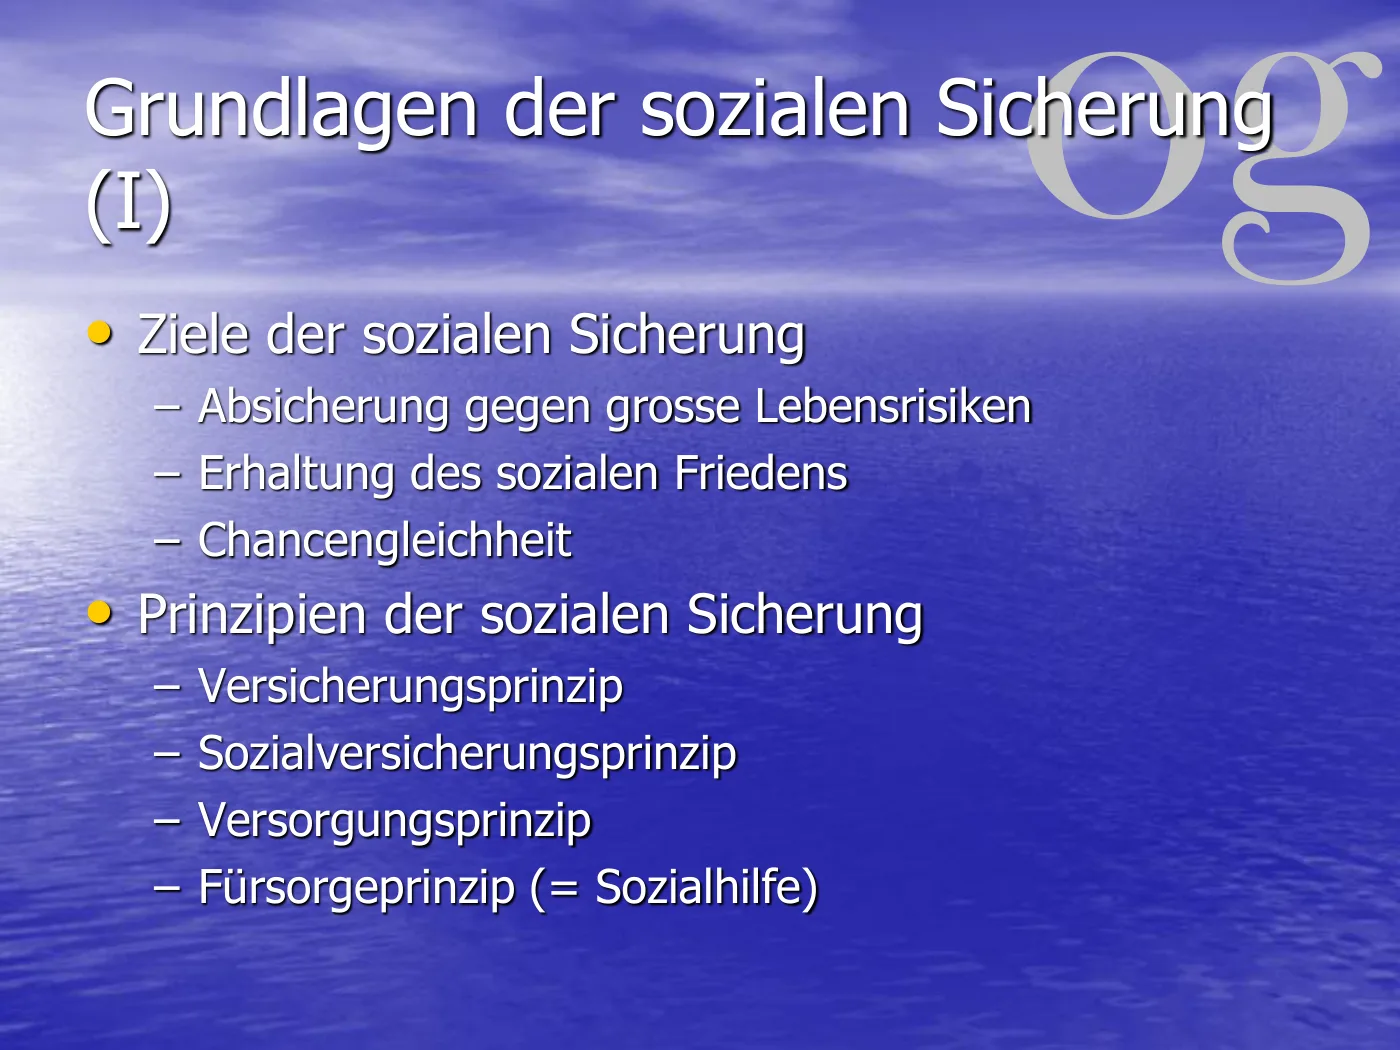 og
Grundlagen der sozialen Sicherung
(I)
• Ziele der sozialen Sicherung
– Absicherung gegen grosse Lebensrisiken
– Erhaltung des sozialen Friedens
– Chancengleichheit
• Prinzipien der sozialen Sicherung
– Versicherungsprinzip
– Sozialversicherungsprinzip
– Versorgungsprinzip
– Fürsorgeprinzip (= Sozialhilfe)